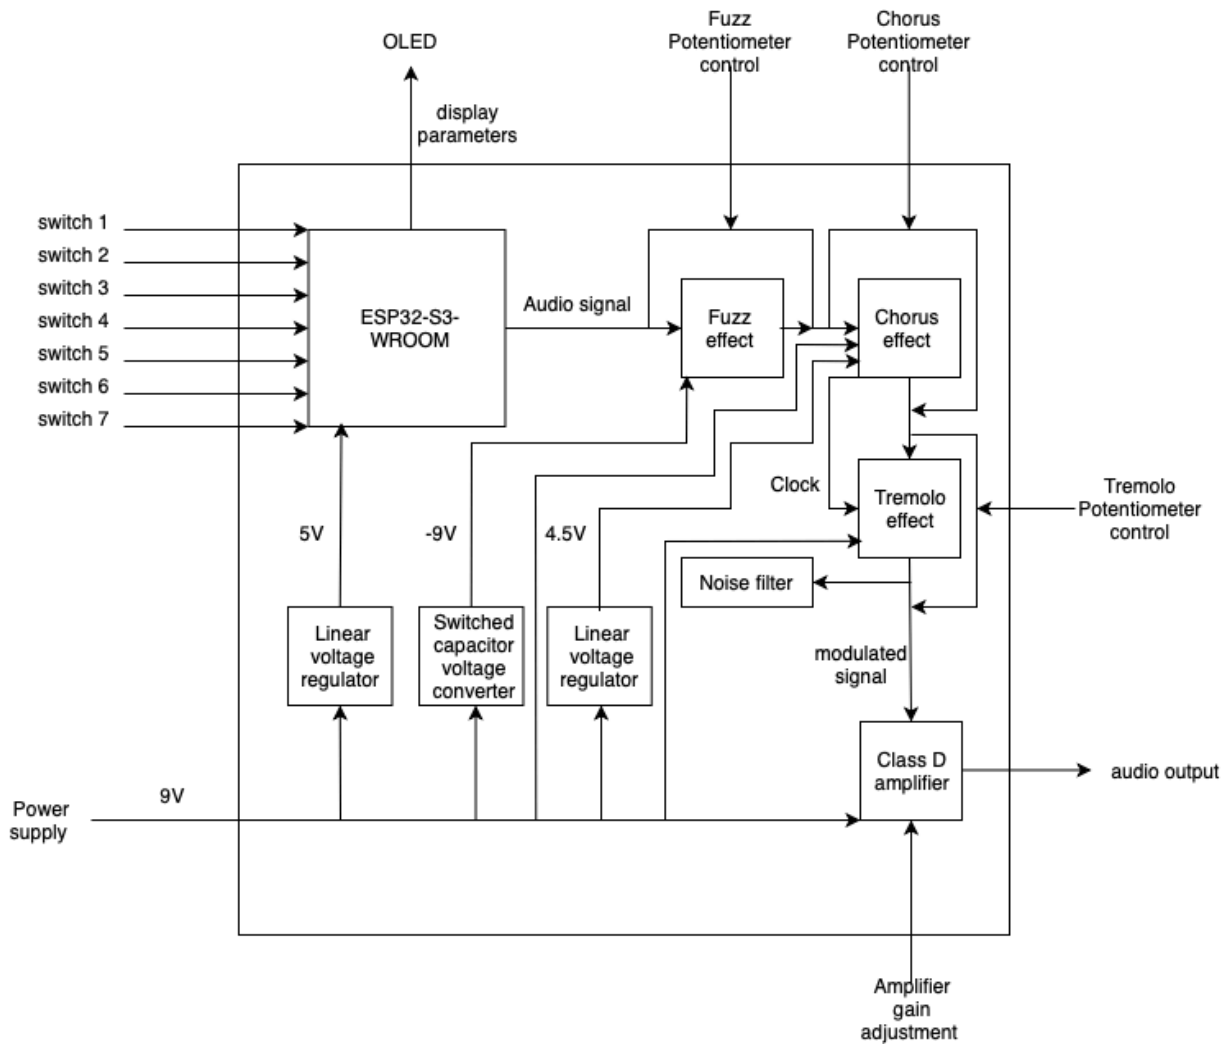 OLED
Fuzz
Potentiometer
control
Chorus
Potentiometer
control
display
parameters
switch 1
switch 2
switch 3
switch 4
switch 5
switch 6
switch 7
ESP32-S3-
WROOM
Audio signal
Fuzz
effect
Chorus
effect
Clock
Tremolo
effect
Tremolo
Potentiometer
control
5V
-9V
4.5V
Noise filter
Linear
voltage
regulator
Switched
capacitor
voltage
converter
Linear
voltage
regulator
modulated
signal
Class D
amplifier
audio output
9V
Power
supply
Amplifier
gain
adjustment